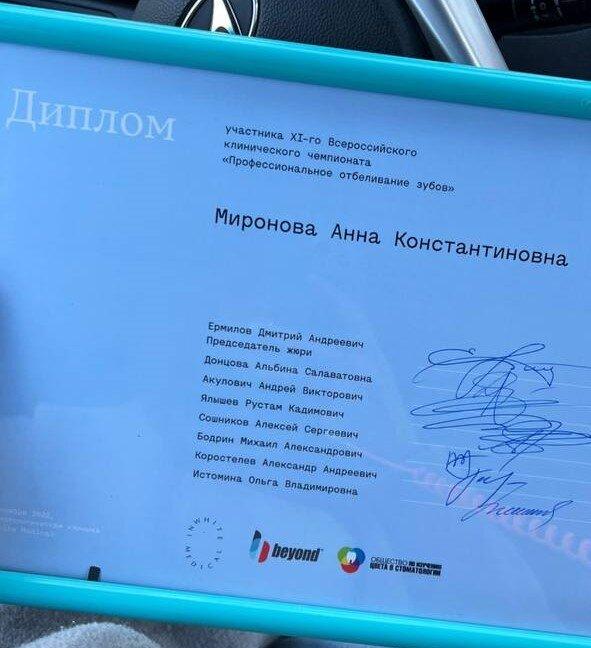 Диплом
участника XI-го Всероссийского
клинического чемпионата
«Профессиональное отбеливание зубов»
Миронова Анна Константиновна
Ермилов Дмитрий Андреевич
Председатель жюри
Донцова Альбина Салаватовна
Акулович Андрей Викторович
Ялышев Рустам Кадимович
Сошников Алексей Сергеевич
Бодрин Михаил Александрович
Коростелев Александр Андреевич
Истомина Ольга Владимировна
beyond
ОБЩЕСТВО ПО ИЗУЧЕНИЮ
ЦВЕТА В СТОМАТОЛОГИИ